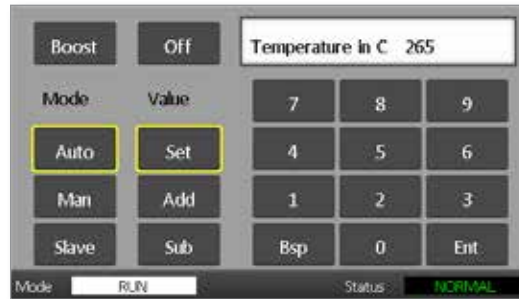 Boost Off Temperature in C 265
Mode Value 7 8 9
Auto Set 4 5 6
Man Add 1 2 3
Slave Sub Bsp 0 Ent
Mode RUN Status NORMAL